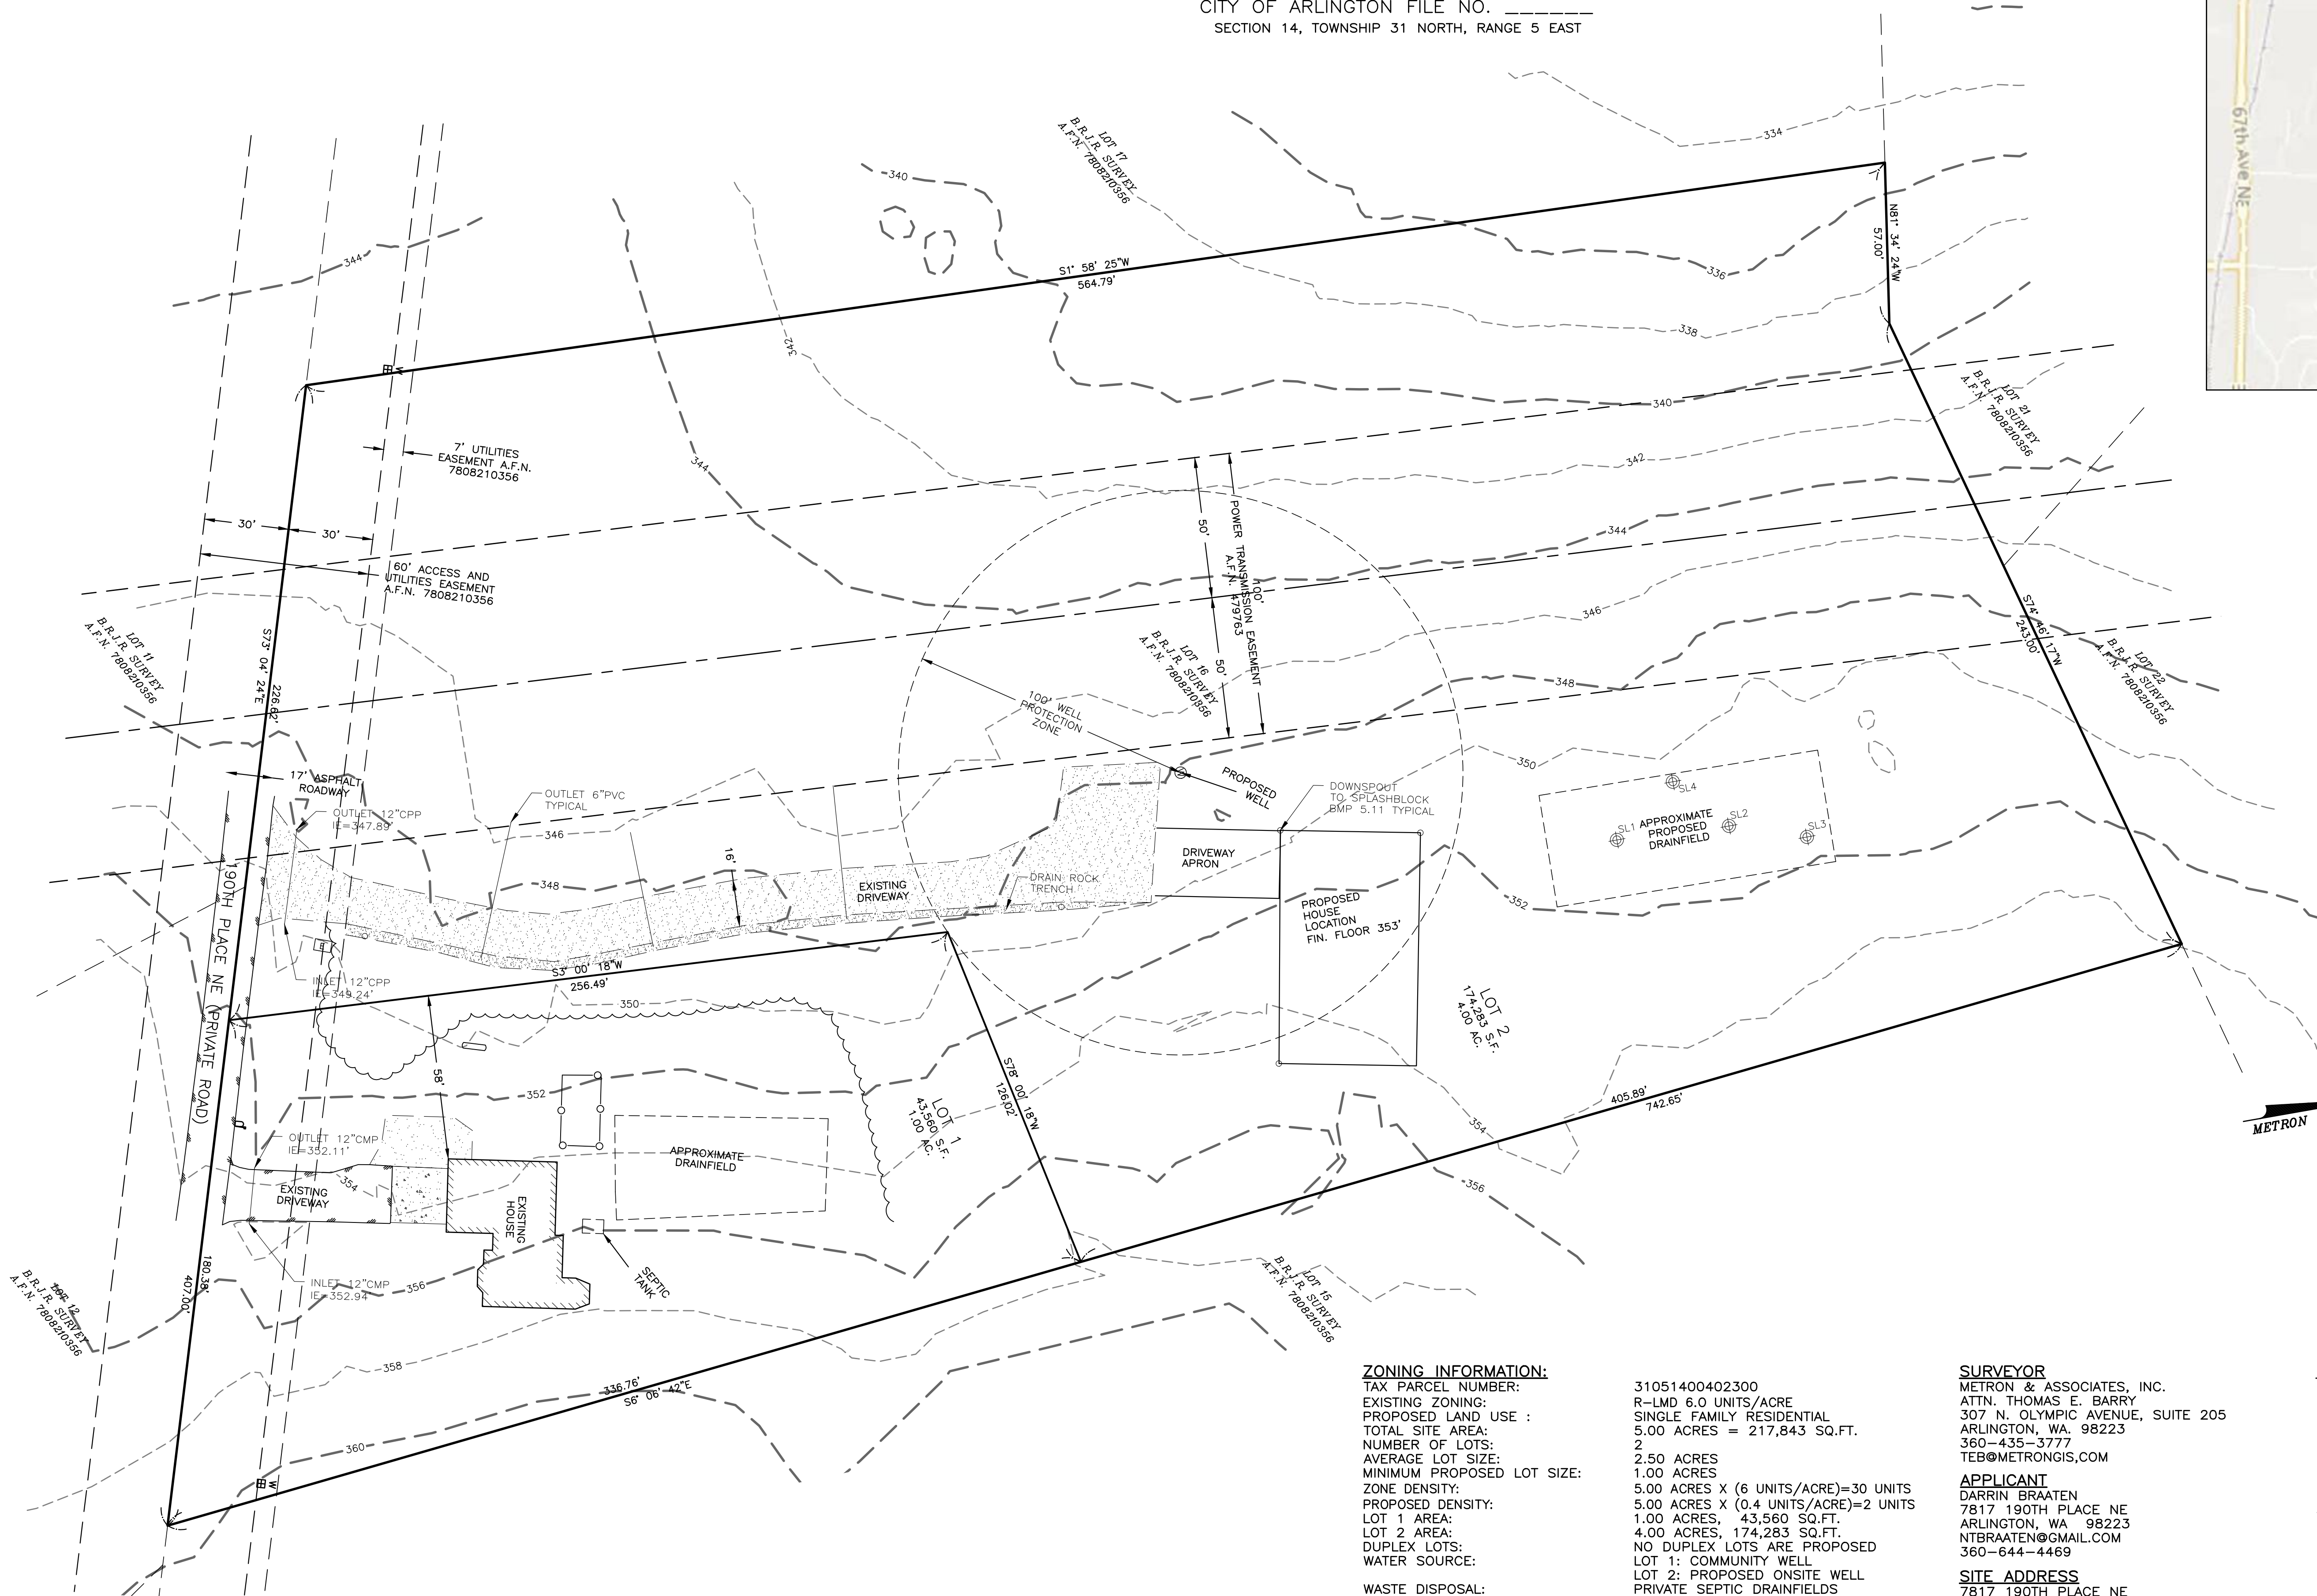 CITY OF ARLINGTON FILE NO. ______
SECTION 14, TOWNSHIP 31 NORTH, RANGE 5 EAST
67th Ave NE
334
340
LOT 17
B.R.J.R. SURVEY
A.F.N. 7808210356
344
S1° 58' 25"W
564.79'
336
N81° 34' 24"W
57.00'
338
342
W
340
LOT 21
B.R.J.R. SURVEY
A.F.N. 7808210356
7' UTILITIES
EASEMENT A.F.N.
7808210356
344
342
30'
30'
50'
50'
100'
POWER TRANSMISSION EASEMENT
A.F.N. 479763
344
60' ACCESS AND
UTILITIES EASEMENT
A.F.N. 7808210356
346
S74° 46' 17"W
243.00'
LOT 11
B.R.J.R. SURVEY
A.F.N. 7808210356
S73° 04' 24"E
226.62'
LOT 16
B.R.J.R. SURVEY
A.F.N. 7808210356
348
LOT 22
B.R.J.R. SURVEY
A.F.N. 7808210356
100' WELL
PROTECTION
ZONE
17' ASPHALT
ROADWAY
OUTLET 12"CPP
IE=347.89'
OUTLET 6"PVC
TYPICAL
346
PROPOSED
WELL
DOWNSPOUT
TO SPLASHBLOCK
BMP 5.11 TYPICAL
350
SL4
SL1
APPROXIMATE
PROPOSED
DRAINFIELD
SL2
SL3
16'
DRIVEWAY
APRON
348
EXISTING
DRIVEWAY
DRAIN ROCK
TRENCH
PROPOSED
HOUSE
LOCATION
FIN. FLOOR 353'
352
190TH PLACE NE (PRIVATE ROAD)
E
INLET 12"CPP
IE=349.24'
S3° 00' 18"W
256.49'
350
LOT 2
174,283 S.F.
4.00 AC.
58'
S78° 00' 18"W
126.02'
352
LOT 1
43,560 S.F.
1.00 AC.
405.89'
742.65'
354
METRON
OUTLET 12"CMP
IE=352.11'
APPROXIMATE
DRAINFIELD
354
EXISTING
DRIVEWAY
EXISTING
HOUSE
356
SEPTIC
TANK
180.38'
407.00'
INLET 12"CMP
IE=352.94'
356
LOT 12
B.R.J.R. SURVEY
A.F.N. 7808210356
LOT 15
B.R.J.R. SURVEY
A.F.N. 7808210356
358
336.76'
S6° 06' 42"E
360
W
ZONING INFORMATION:
TAX PARCEL NUMBER: 31051400402300
EXISTING ZONING: R-LMD 6.0 UNITS/ACRE
PROPOSED LAND USE : SINGLE FAMILY RESIDENTIAL
TOTAL SITE AREA: 5.00 ACRES = 217,843 SQ.FT.
NUMBER OF LOTS: 2
AVERAGE LOT SIZE: 2.50 ACRES
MINIMUM PROPOSED LOT SIZE: 1.00 ACRES
ZONE DENSITY: 5.00 ACRES X (6 UNITS/ACRE)=30 UNITS
PROPOSED DENSITY: 5.00 ACRES X (0.4 UNITS/ACRE)=2 UNITS
LOT 1 AREA: 1.00 ACRES, 43,560 SQ.FT.
LOT 2 AREA: 4.00 ACRES, 174,283 SQ.FT.
DUPLEX LOTS: NO DUPLEX LOTS ARE PROPOSED
WATER SOURCE: LOT 1: COMMUNITY WELL
LOT 2: PROPOSED ONSITE WELL
WASTE DISPOSAL: PRIVATE SEPTIC DRAINFIELDS
SURVEYOR
METRON & ASSOCIATES, INC.
ATTN. THOMAS E. BARRY
307 N. OLYMPIC AVENUE, SUITE 205
ARLINGTON, WA. 98223
360-435-3777
TEB@METRONGIS,COM
APPLICANT
DARRIN BRAATEN
7817 190TH PLACE NE
ARLINGTON, WA 98223
NTBRAATEN@GMAIL.COM
360-644-4469
SITE ADDRESS
7817 190TH PLACE NE